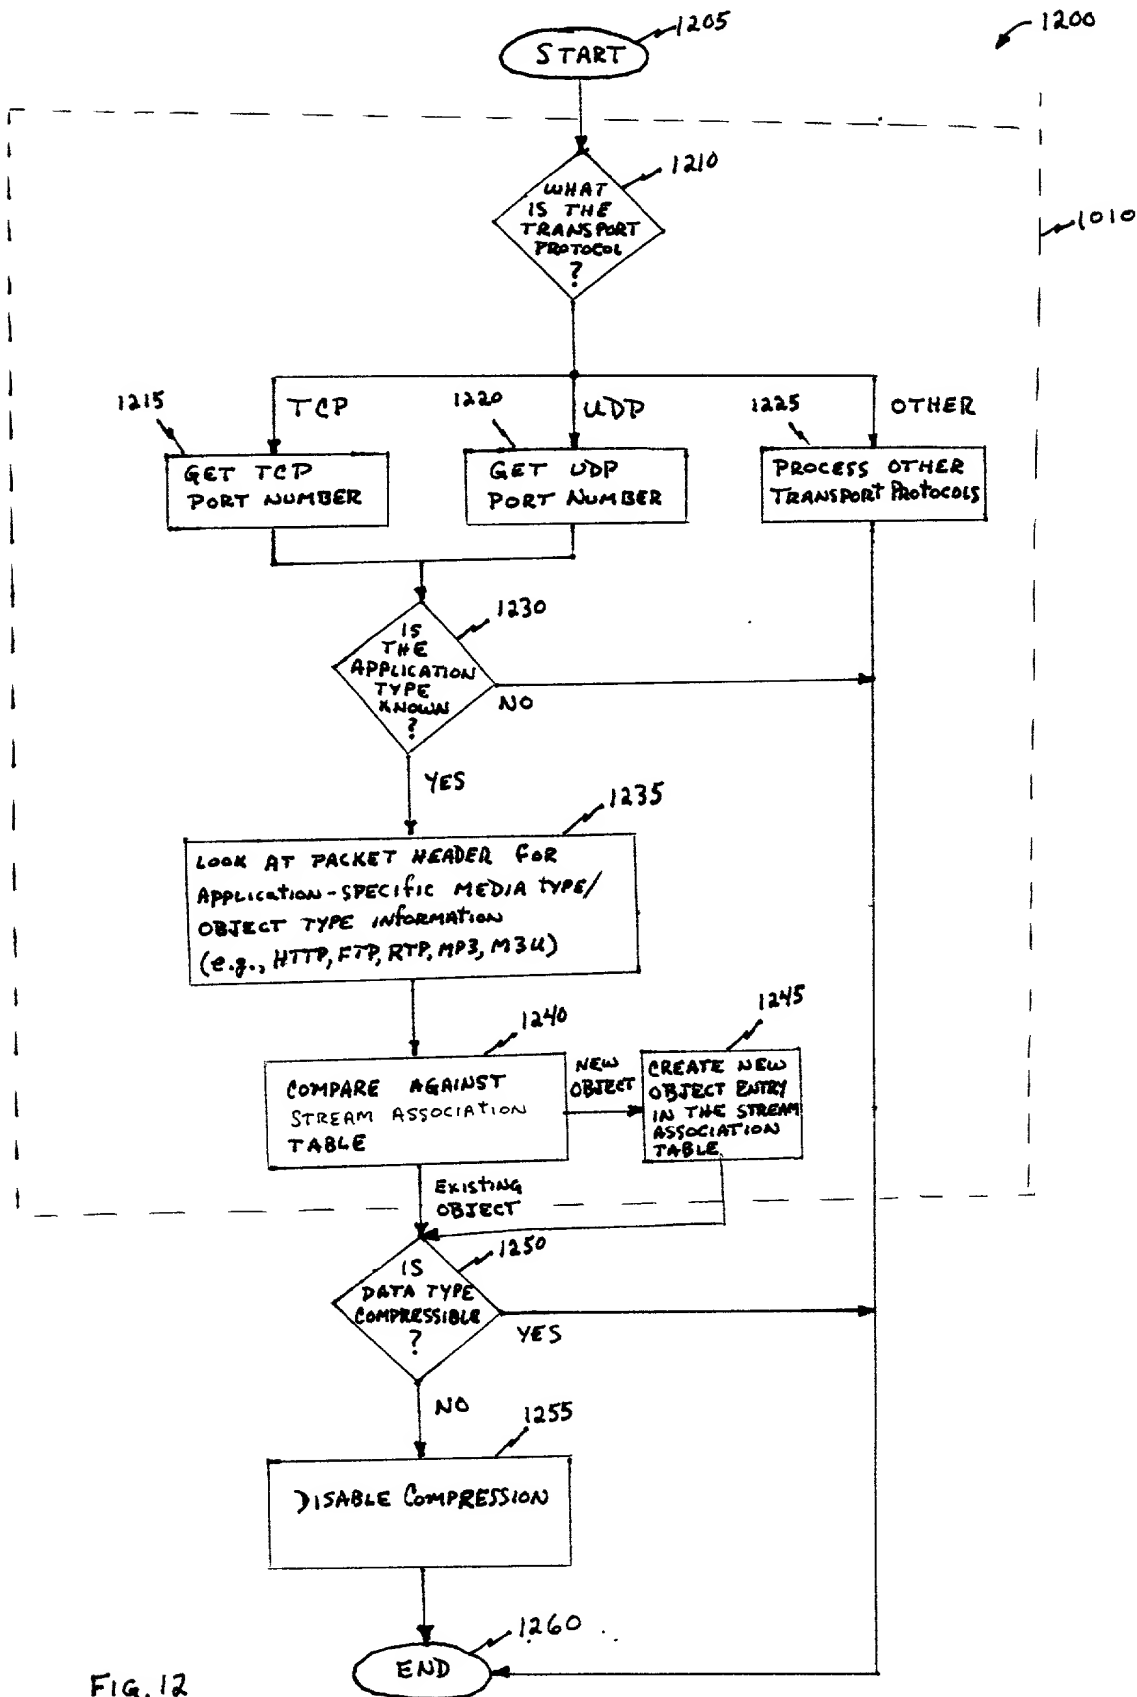 1205
1200
START
1210
WHAT
IS THE
TRANSPORT
PROTOCOL
?
1010
1215
TCP
1220
UDP
1225
OTHER
GET TCP
PORT NUMBER
GET UDP
PORT NUMBER
PROCESS OTHER
TRANSPORT PROTOCOLS
1230
IS
THE
APPLICATION
TYPE
KNOWN
?
NO
YES
1235
LOOK AT PACKET HEADER FOR
APPLICATION-SPECIFIC MEDIA TYPE/
OBJECT TYPE INFORMATION
(e.g., HTTP, FTP, RTP, MP3, M3U)
1240
1245
COMPARE AGAINST
STREAM ASSOCIATION
TABLE
NEW
OBJECT
CREATE NEW
OBJECT ENTRY
IN THE STREAM
ASSOCIATION
TABLE
EXISTING
OBJECT
1250
IS
DATA TYPE
COMPRESSIBLE
?
YES
NO
1255
DISABLE COMPRESSION
1260
END
FIG. 12